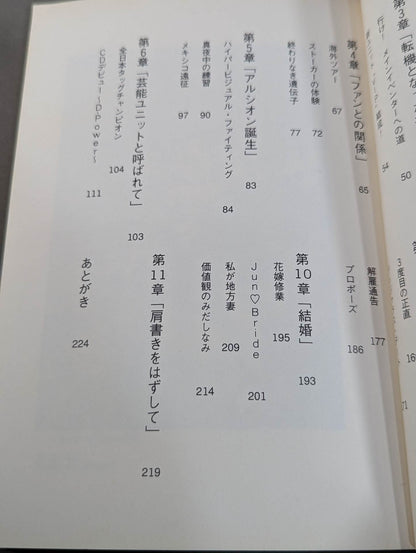 第3章「転機とな
行け! メインイベンター
54
第4章「ファンとの関係」 65
海外ツアー 67
ストーカーの体験 72
終わりなき遺伝子 77
第5章「アルシオン誕生」 83
ハイパービジュアル・ファイティング 84
真夜中の練習 90
メキシコ遠征 97
第6章「芸能ユニットと呼ばれて」 103
全日本タッグチャンピオン 104
CDデビュー・D Power〜 111
3度目の正直
解雇通告 177
プロポーズ 186
第10章「結婚」 193
花嫁修業 195
Jun♡Bride 201
私が地方妻 209
価値観のみだしなみ 214
第11章「肩書きをはずして」 219
あとがき 224